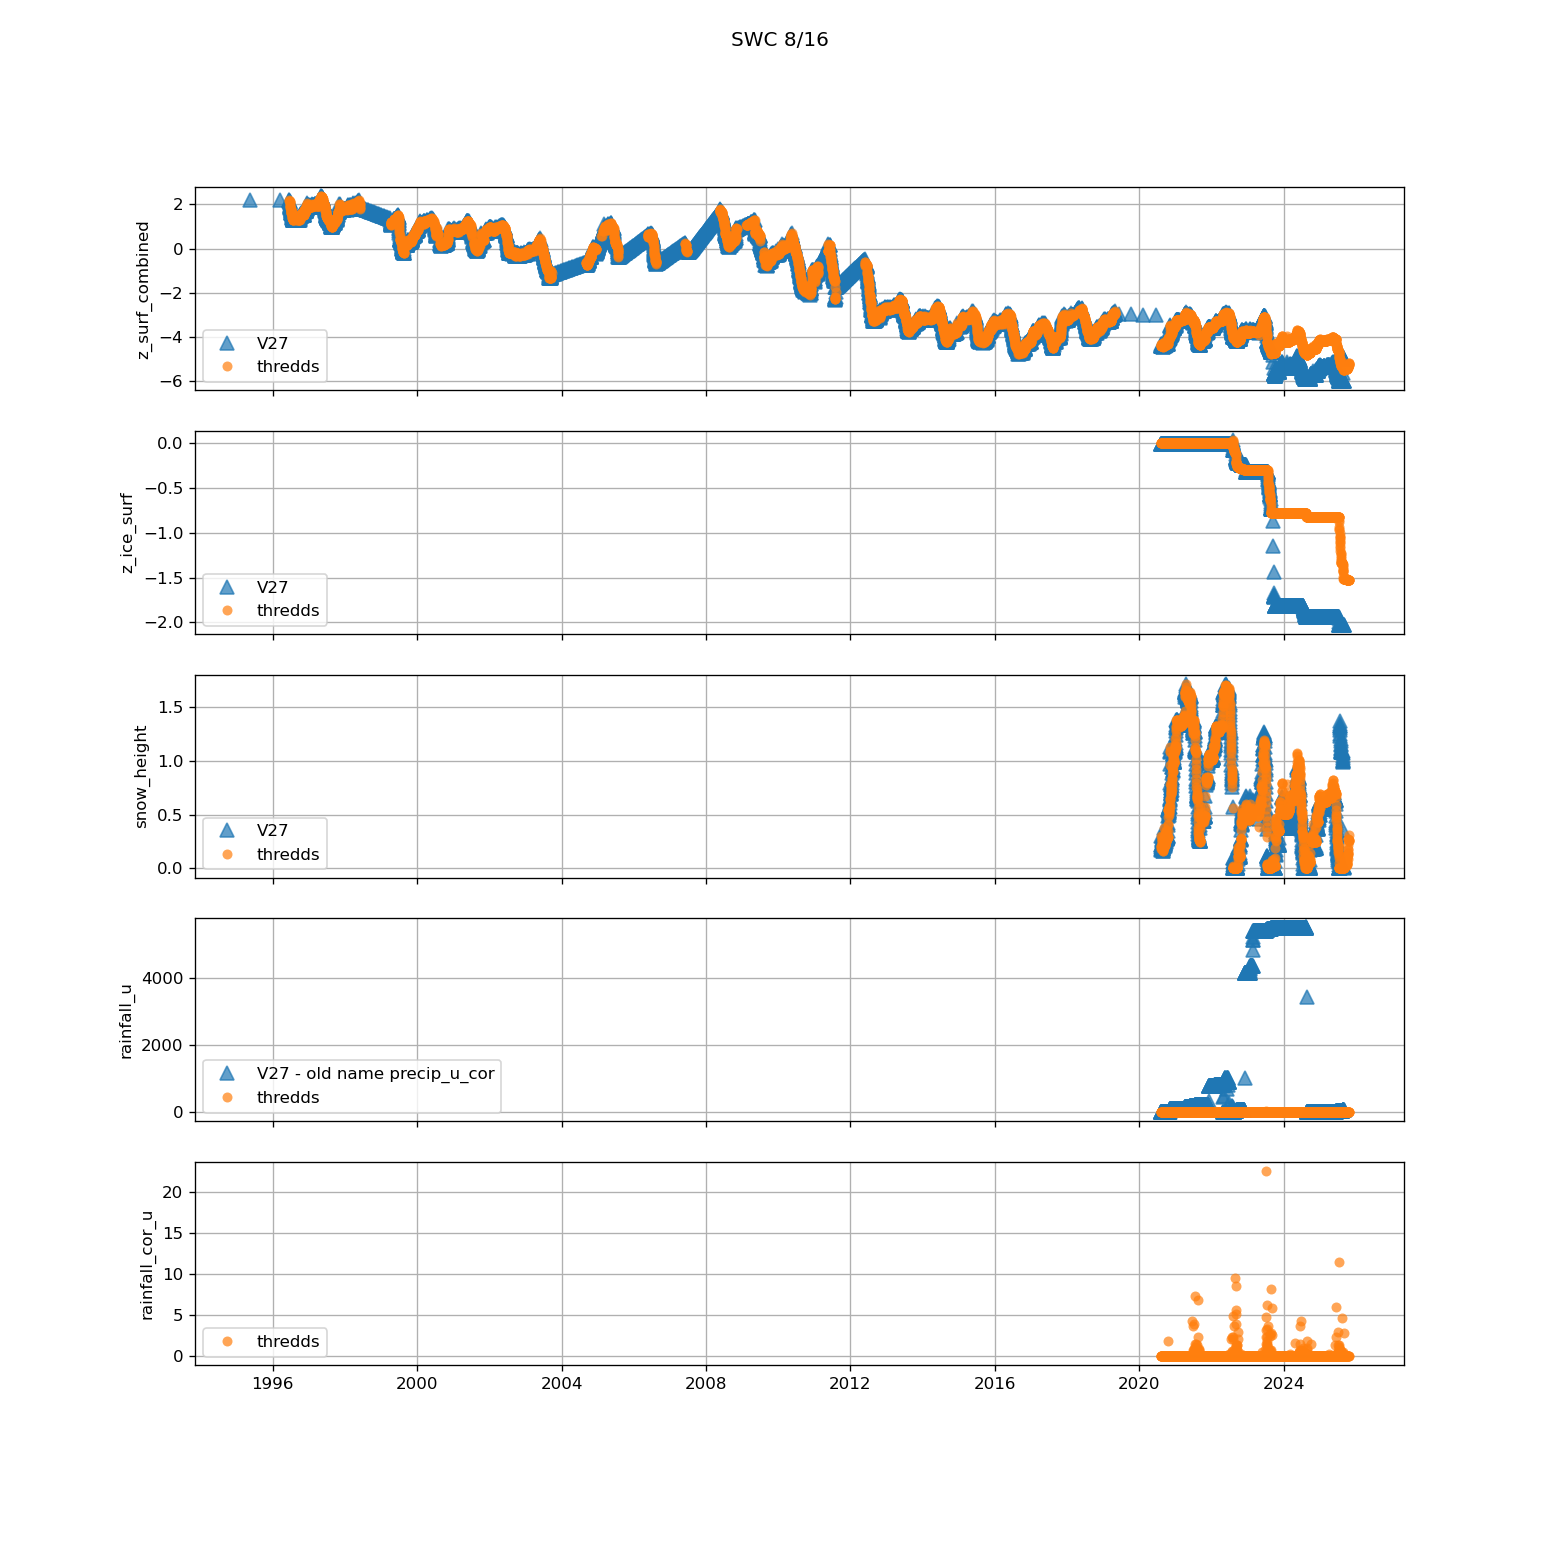 SWC 8/16
z_surf_combined
2
0
−2
−4
−6
V27
thredds
z_ice_surf
0.0
−0.5
−1.0
−1.5
−2.0
V27
thredds
snow_height
1.5
1.0
0.5
0.0
V27
thredds
rainfall_u
4000
2000
0
V27 - old name precip_u_cor
thredds
rainfall_cor_u
20
15
10
5
0
thredds
1996 2000 2004 2008 2012 2016 2020 2024